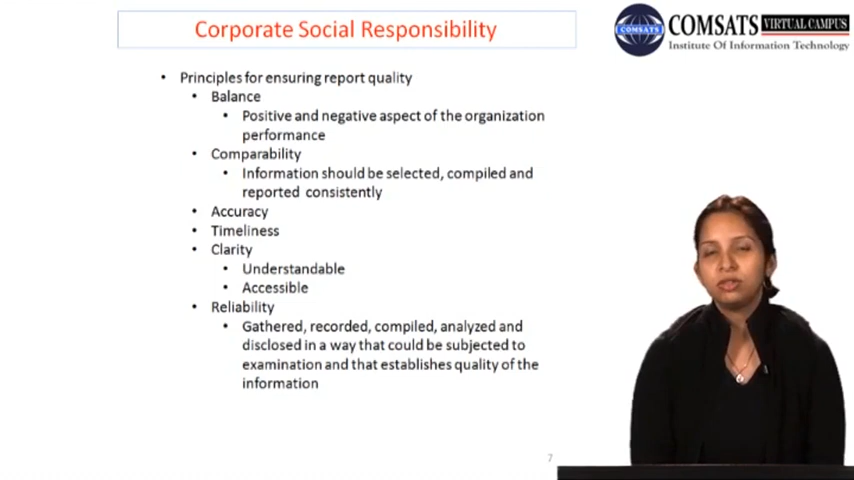 Corporate Social Responsibility
COMSATS
COMSATS VIRTUAL CAMPUS
Institute Of Information Technology
• Principles for ensuring report quality
• Balance
• Positive and negative aspect of the organization
performance
• Comparability
• Information should be selected, compiled and
reported consistently
• Accuracy
• Timeliness
• Clarity
• Understandable
• Accessible
• Reliability
• Gathered, recorded, compiled, analyzed and
disclosed in a way that could be subjected to
examination and that establishes quality of the
information
7